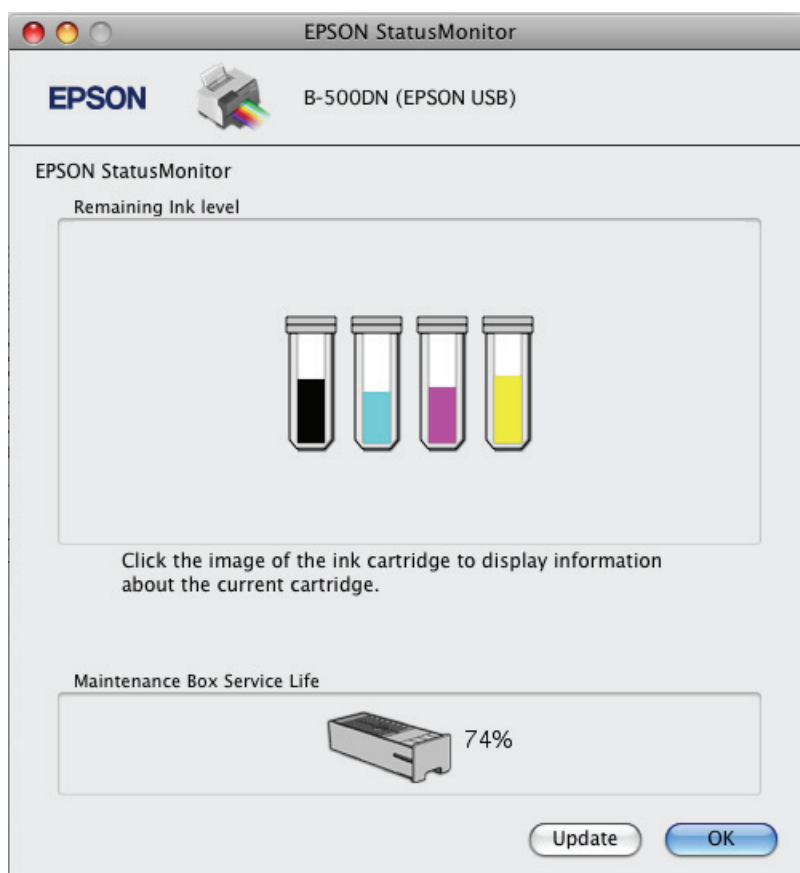 EPSON StatusMonitor
EPSON
B-500DN (EPSON USB)
EPSON StatusMonitor
Remaining Ink level
Click the image of the ink cartridge to display information
about the current cartridge.
Maintenance Box Service Life
74%
Update
OK